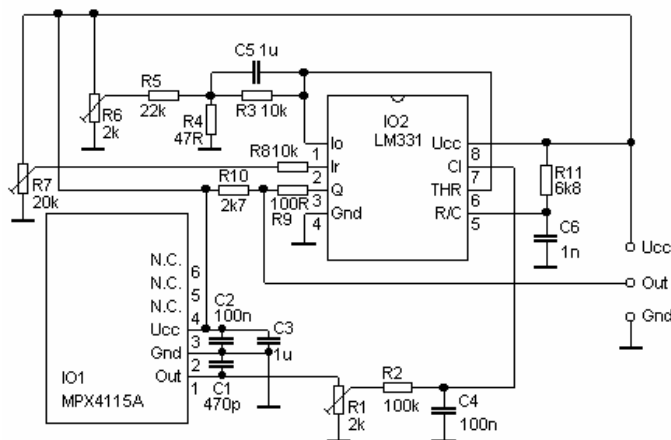 C5 1u
R5
22k
R6
2k
R4
47R
R3 10k
IO2
LM331
Io
1
Ir
2
Q
3
Gnd
4
Ucc
8
CI
7
THR
6
R/C
5
R810k
R10
2k7
100R
R9
R7
20k
R11
6k8
C6
1n
Ucc
Out
Gnd
N.C.
6
N.C.
5
N.C.
4
Ucc
3
Gnd
2
Out
1
IO1
MPX4115A
C2
100n
C3
1u
C1
470p
R1
2k
R2
100k
C4
100n